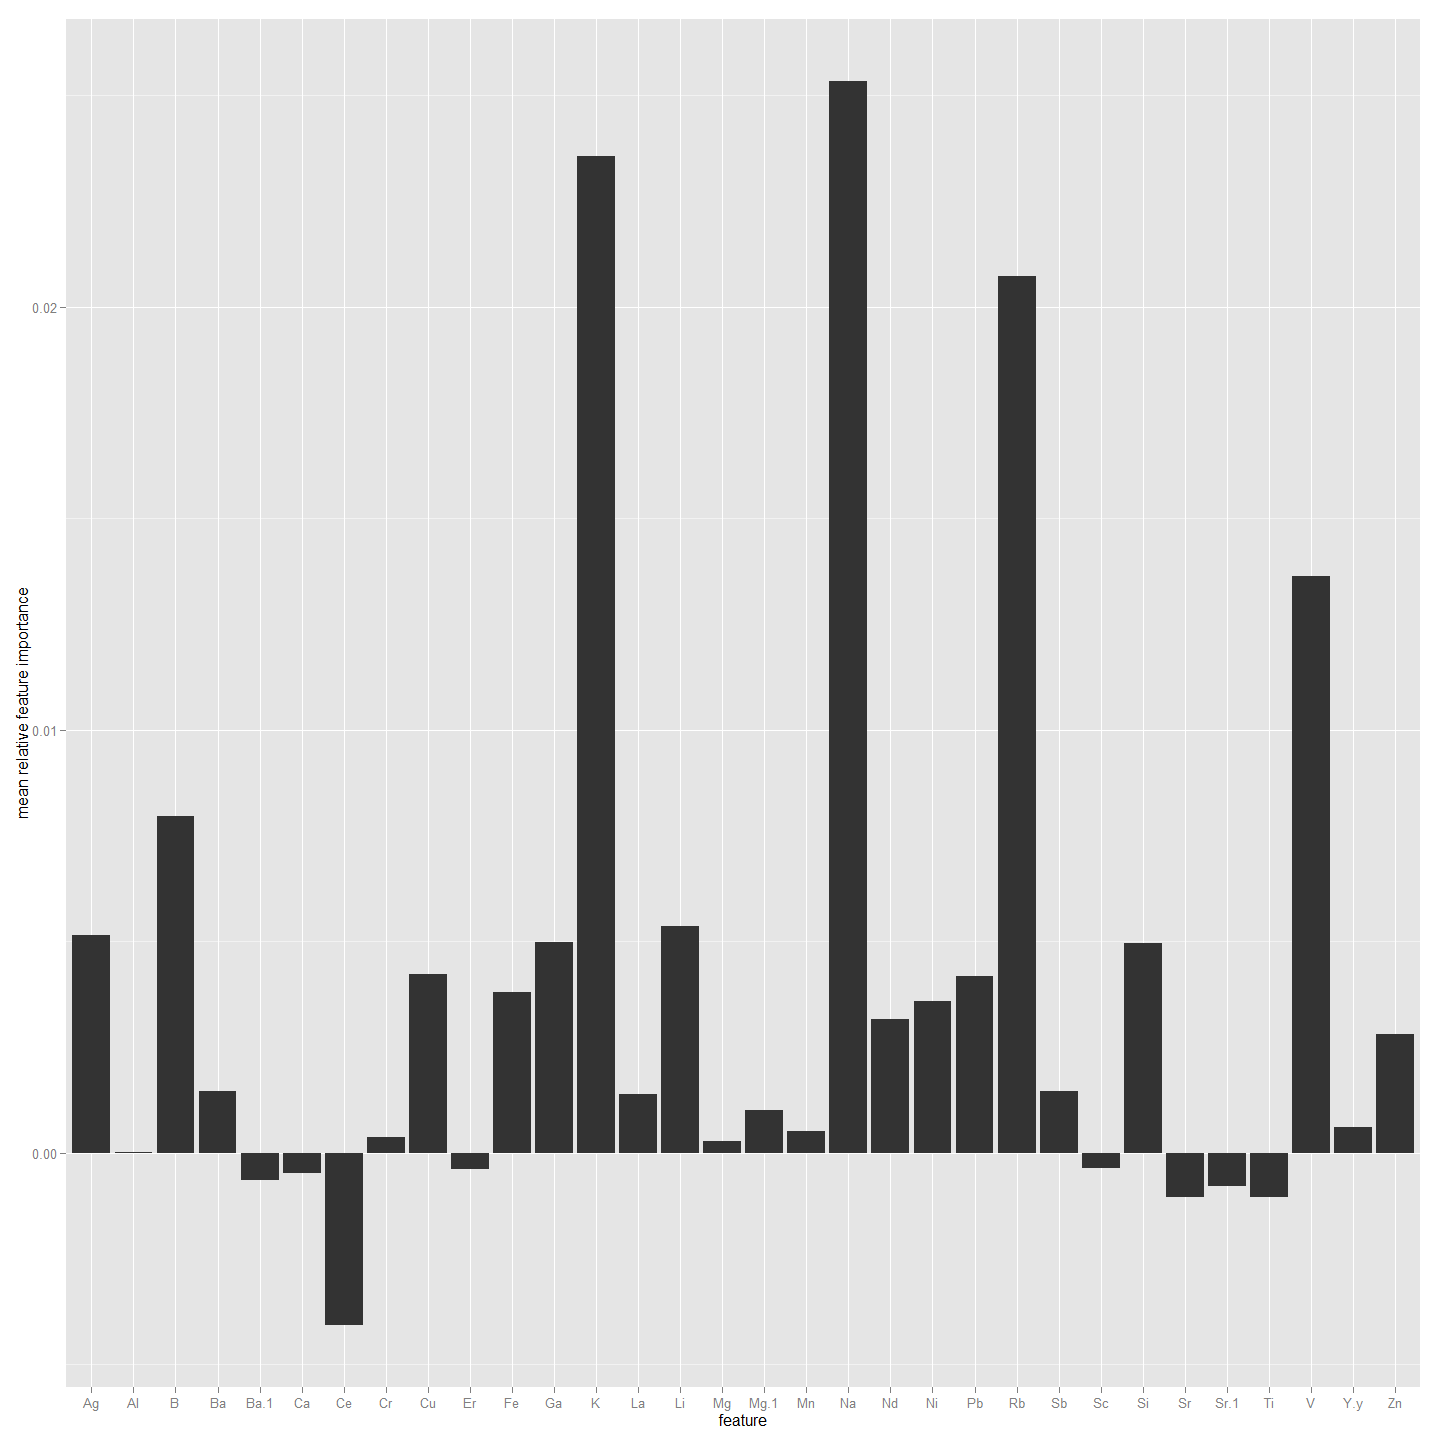 mean relative feature importance
0.02
0.01
0.00
Ag Al B Ba Ba.1 Ca Ce Cr Cu Er Fe Ga K La Li Mg Mg.1 Mn Na Nd Ni Pb Rb Sb Sc Si Sr Sr.1 Ti V Y.y Zn
feature